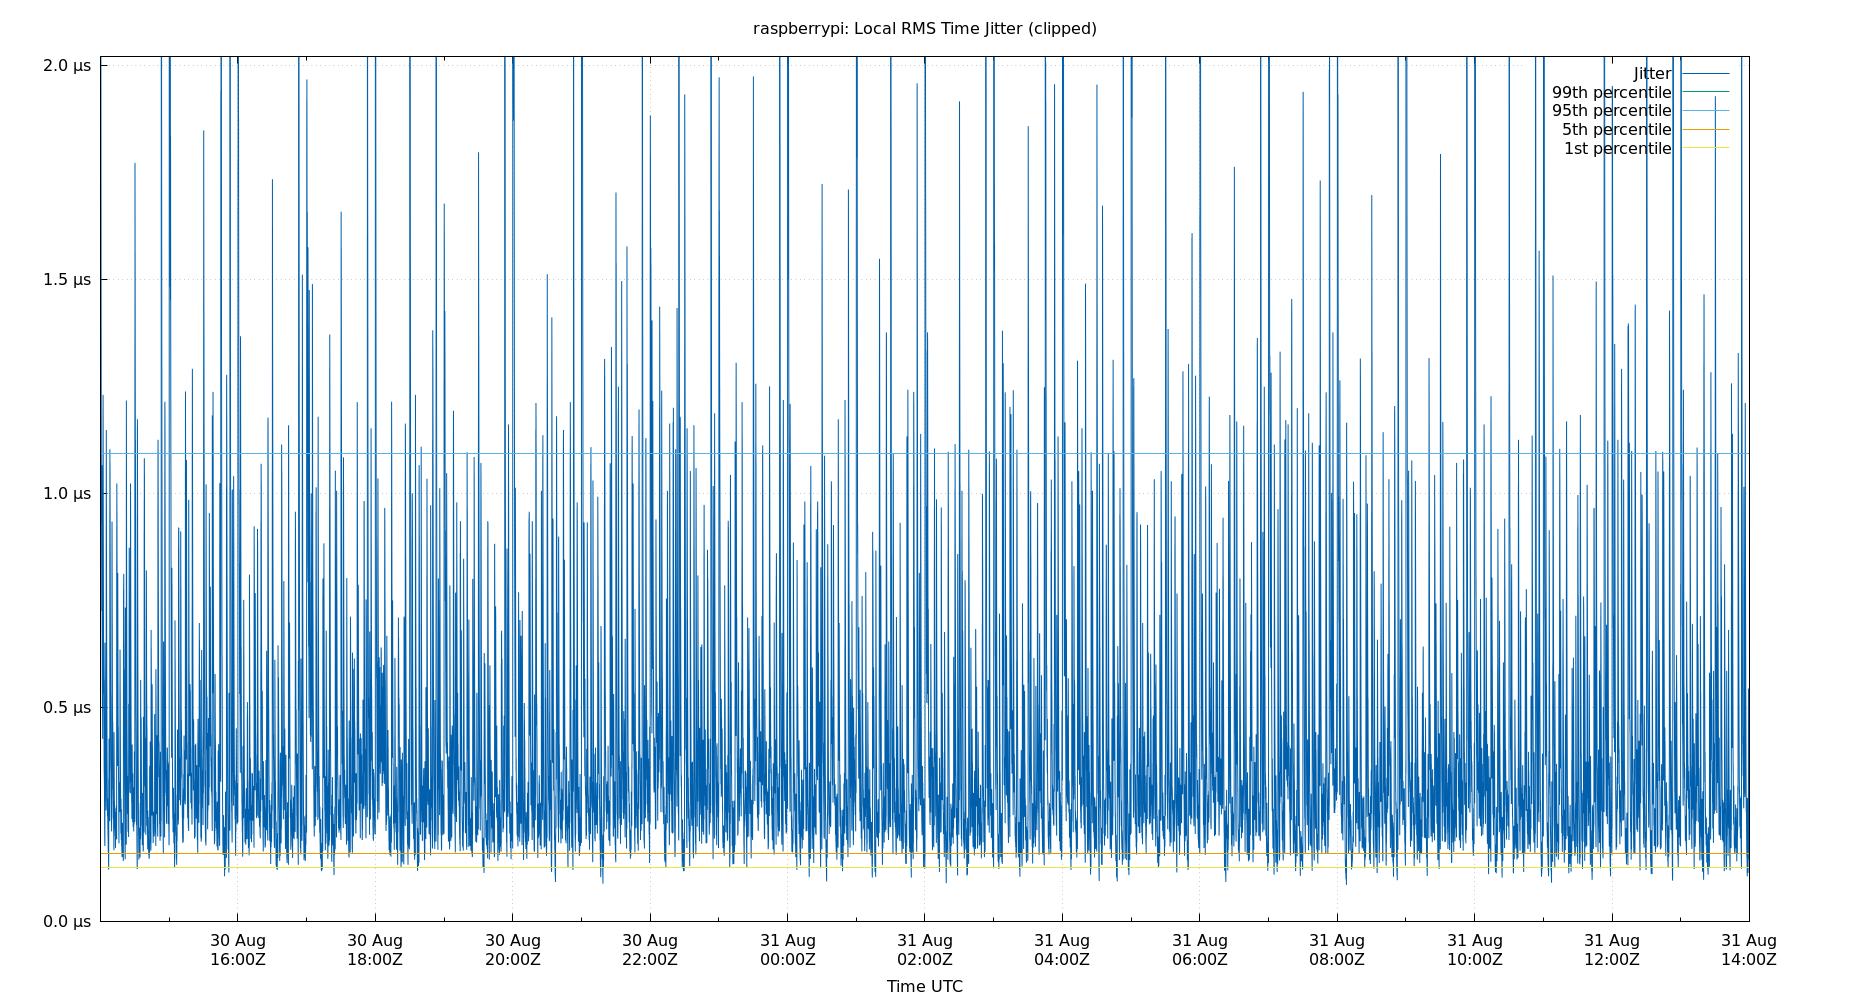 raspberrypi: Local RMS Time Jitter (clipped)
2.0 μs
1.5 μs
1.0 μs
0.5 μs
0.0 μs
Jitter
99th percentile
95th percentile
5th percentile
1st percentile
30 Aug
16:00Z
30 Aug
18:00Z
30 Aug
20:00Z
30 Aug
22:00Z
31 Aug
00:00Z
31 Aug
02:00Z
31 Aug
04:00Z
31 Aug
06:00Z
31 Aug
08:00Z
31 Aug
10:00Z
31 Aug
12:00Z
31 Aug
14:00Z
Time UTC